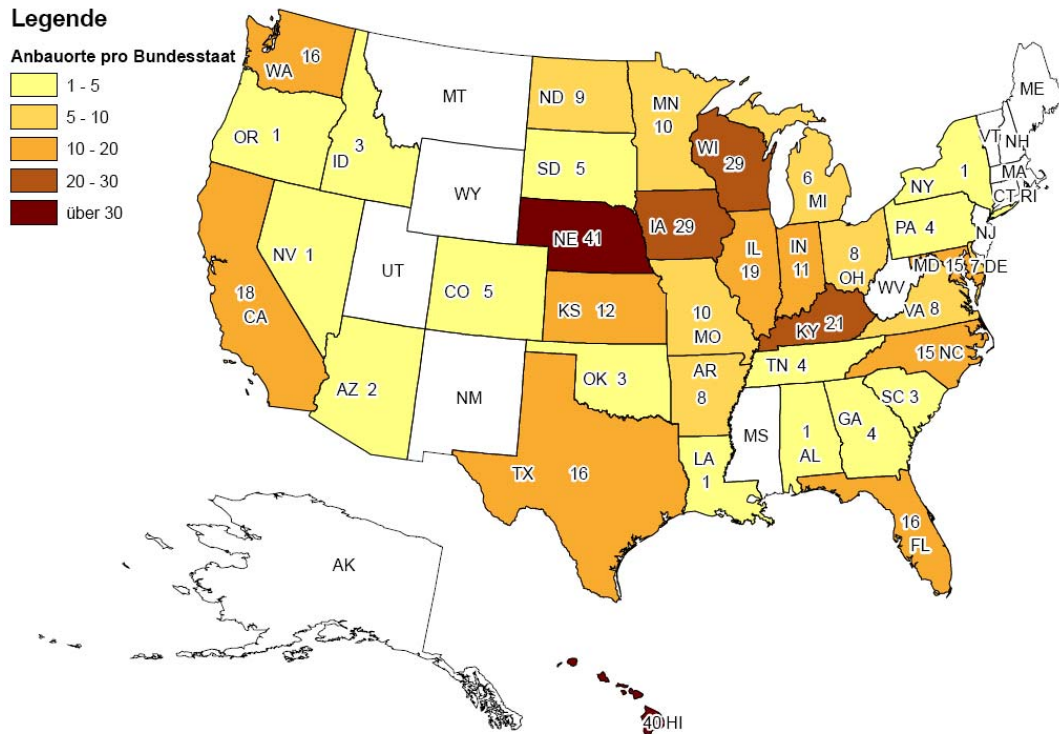 Legende
Anbauorte pro Bundesstaat
1 - 5
5 - 10
10 - 20
20 - 30
über 30
WA 16
MT
ND 9
MN
10
ME
OR 1
ID
3
WI
29
VT
NH
SD 5
WY
6
MI
NY
1
MA
CT RI
NE 41
IA 29
PA 4
NJ
NV 1
UT
CO 5
IL
19
IN
11
8
OH
MD 15
7 DE
WV
18
CA
KS 12
10
MO
KY 21
VA 8
15 NC
AZ 2
NM
OK 3
AR
8
TN 4
SC 3
TX 16
LA
1
MS
1
AL
GA
4
16
FL
AK
40 HI